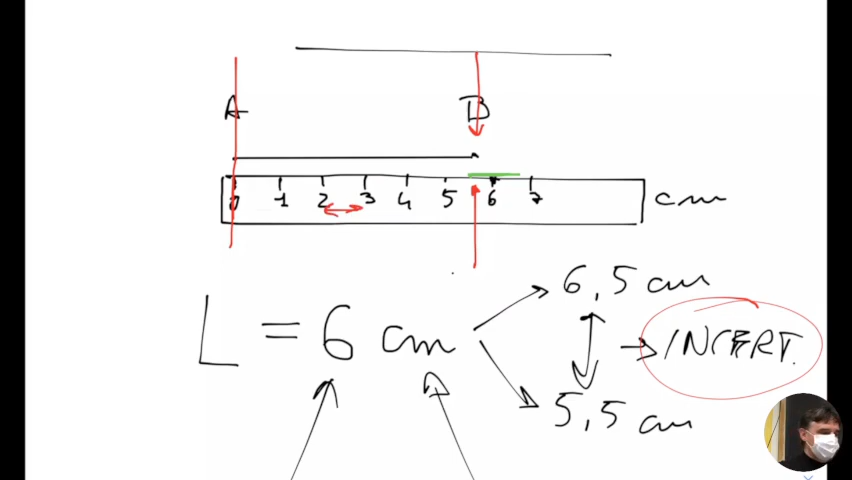 A B
0 1 2 3 4 5 6 7 cm
6,5 cm
L = 6 cm → INCERT.
5,5 cm